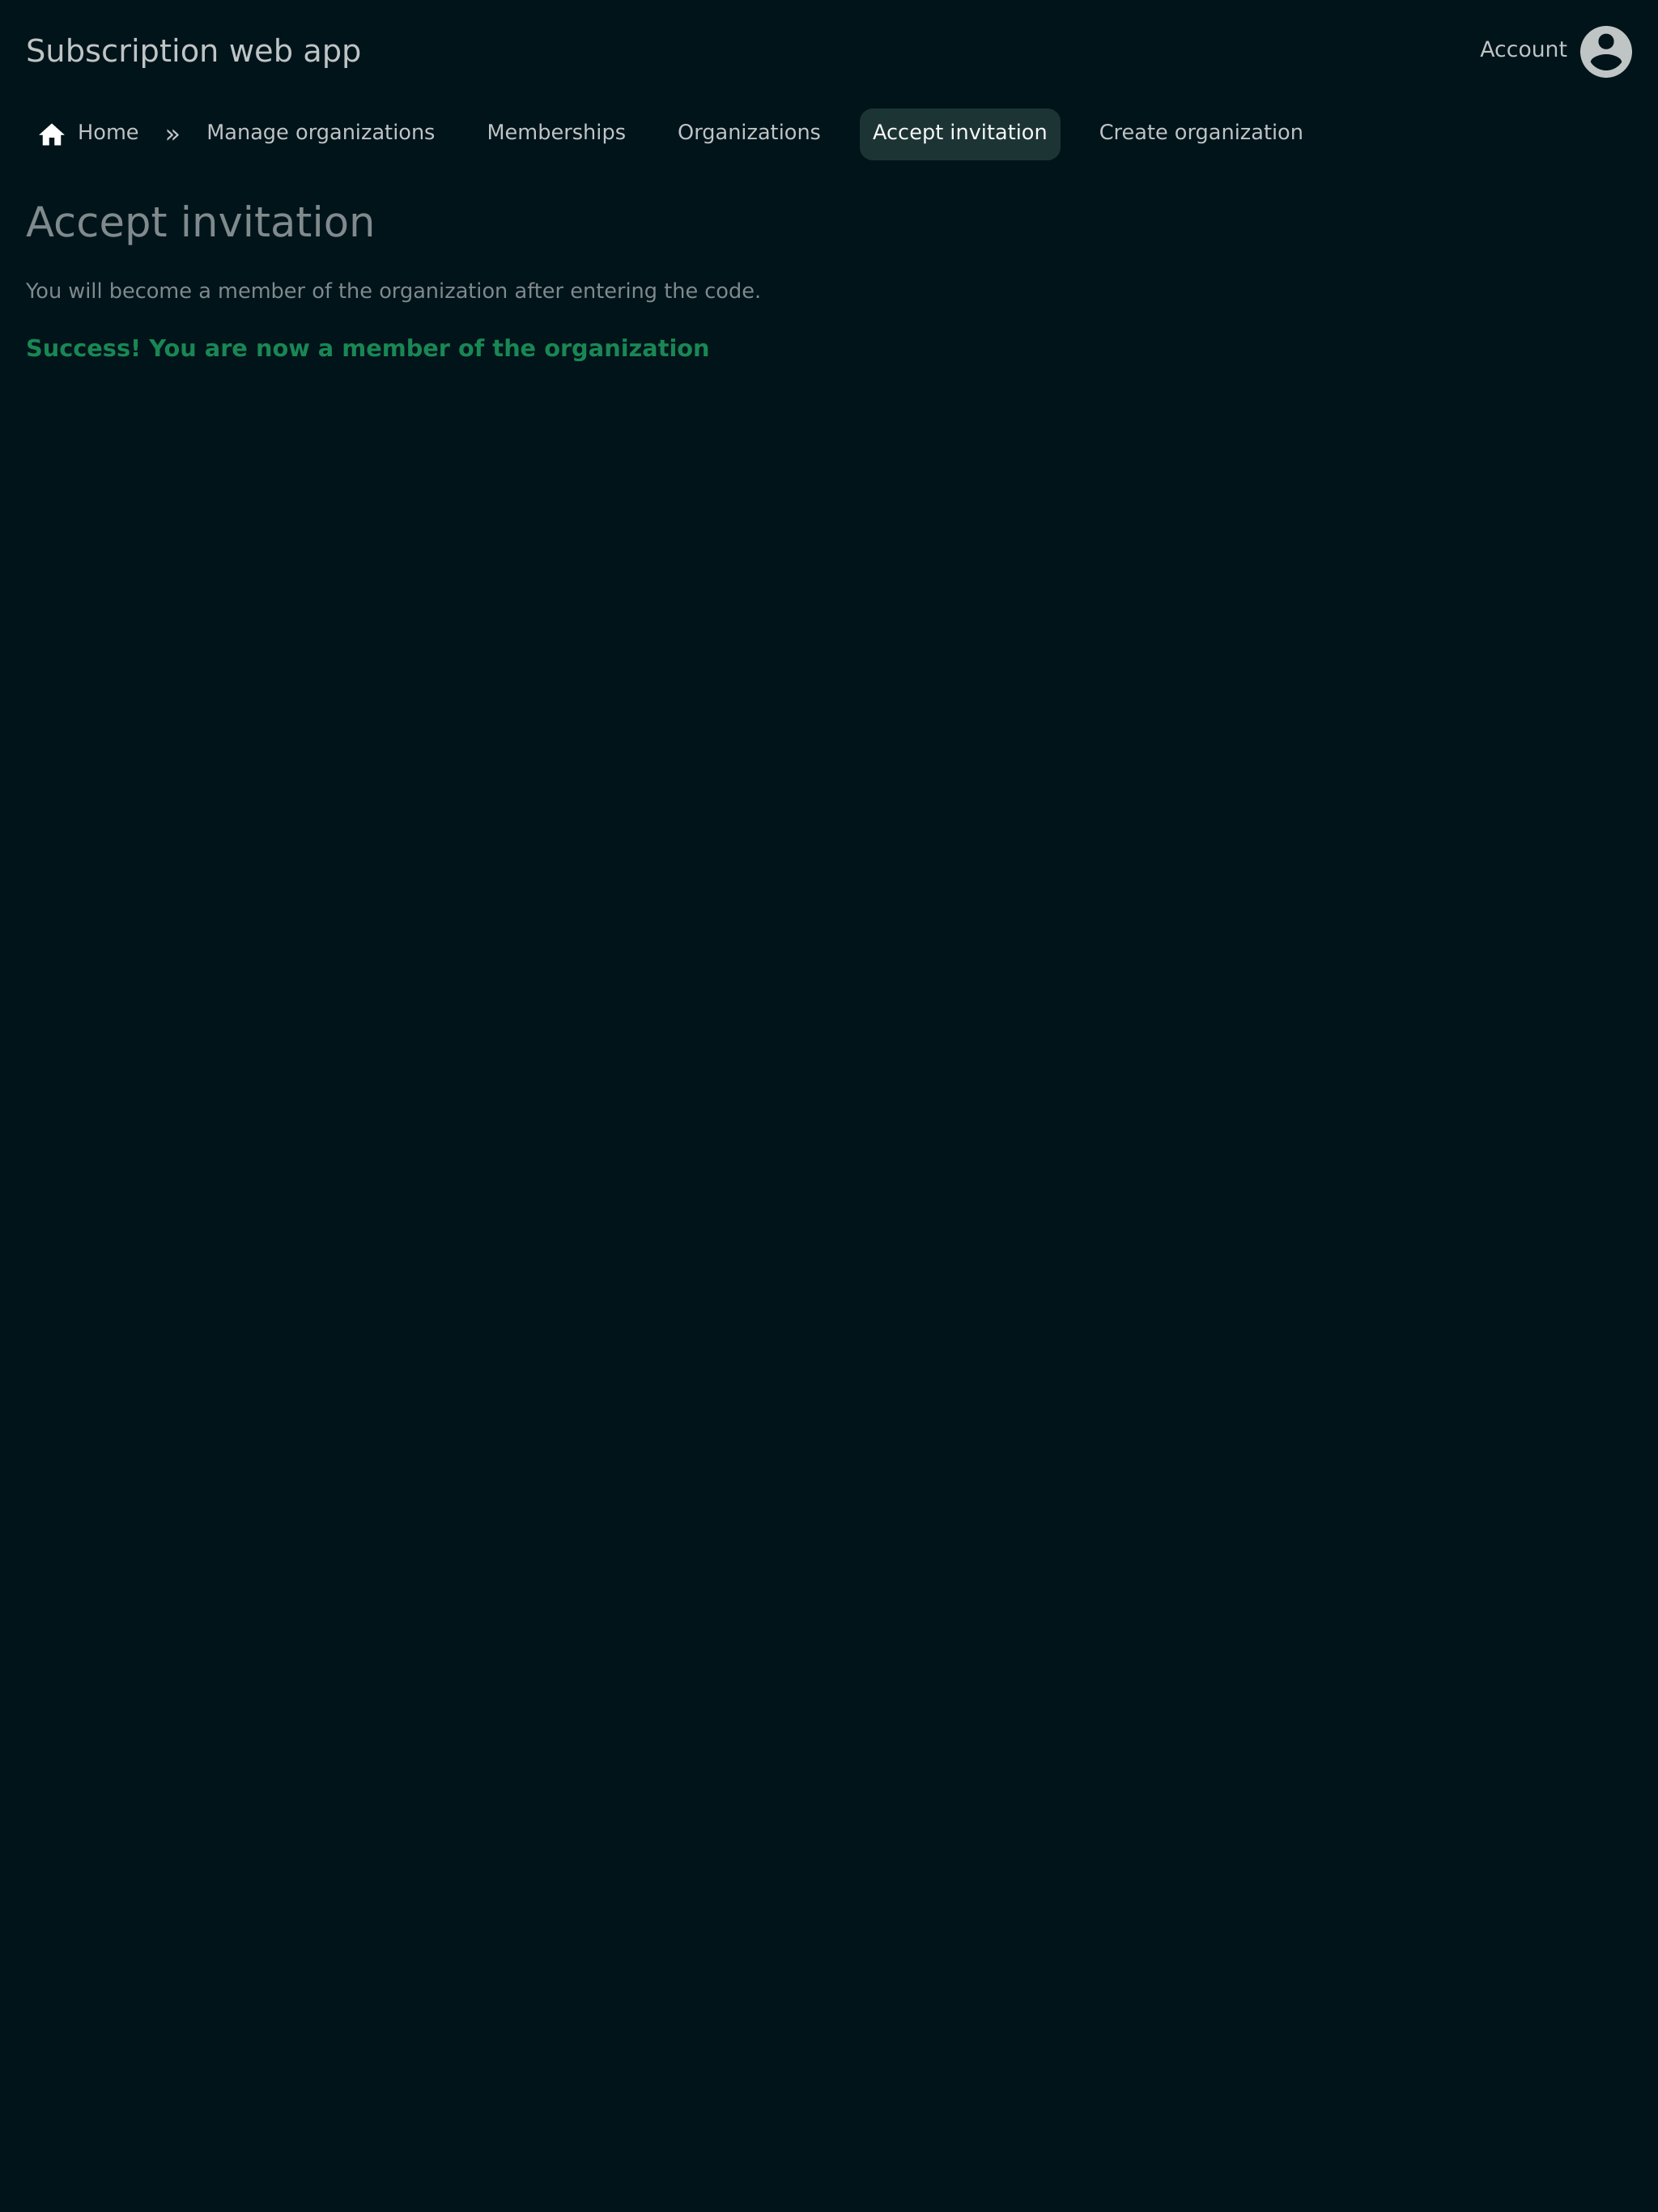 Subscription web app
Account
Home » Manage organizations Memberships Organizations Accept invitation Create organization
Accept invitation
You will become a member of the organization after entering the code.
Success! You are now a member of the organization